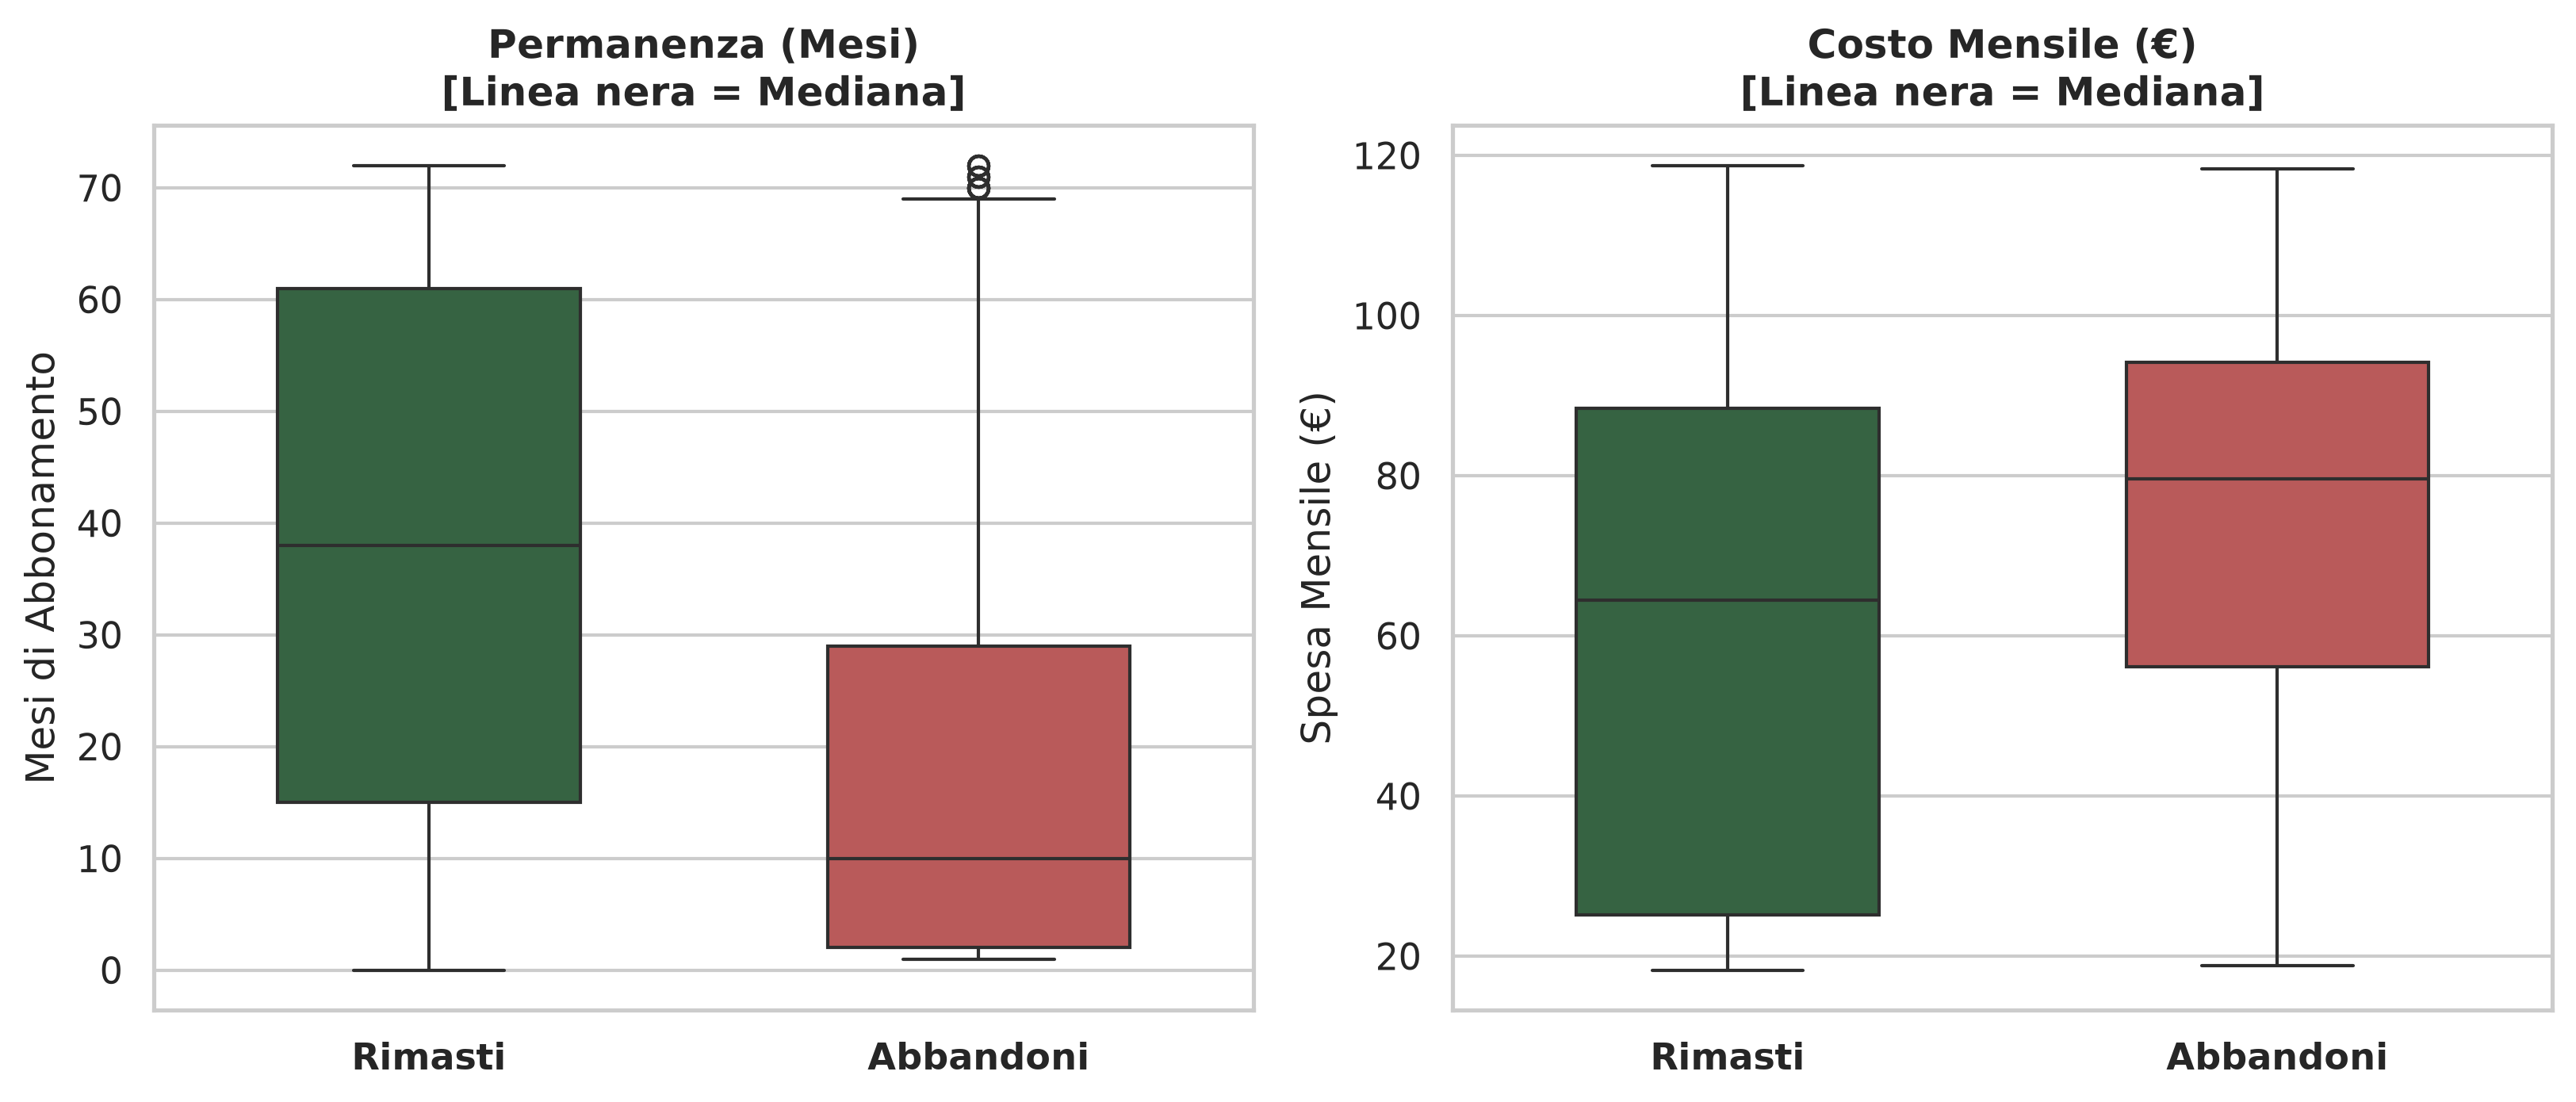 Permanenza (Mesi)
[Linea nera = Mediana]
Mesi di Abbonamento
70
60
50
40
30
20
10
0
Rimasti
Abbandoni
Costo Mensile (€)
[Linea nera = Mediana]
Spesa Mensile (€)
120
100
80
60
40
20
Rimasti
Abbandoni